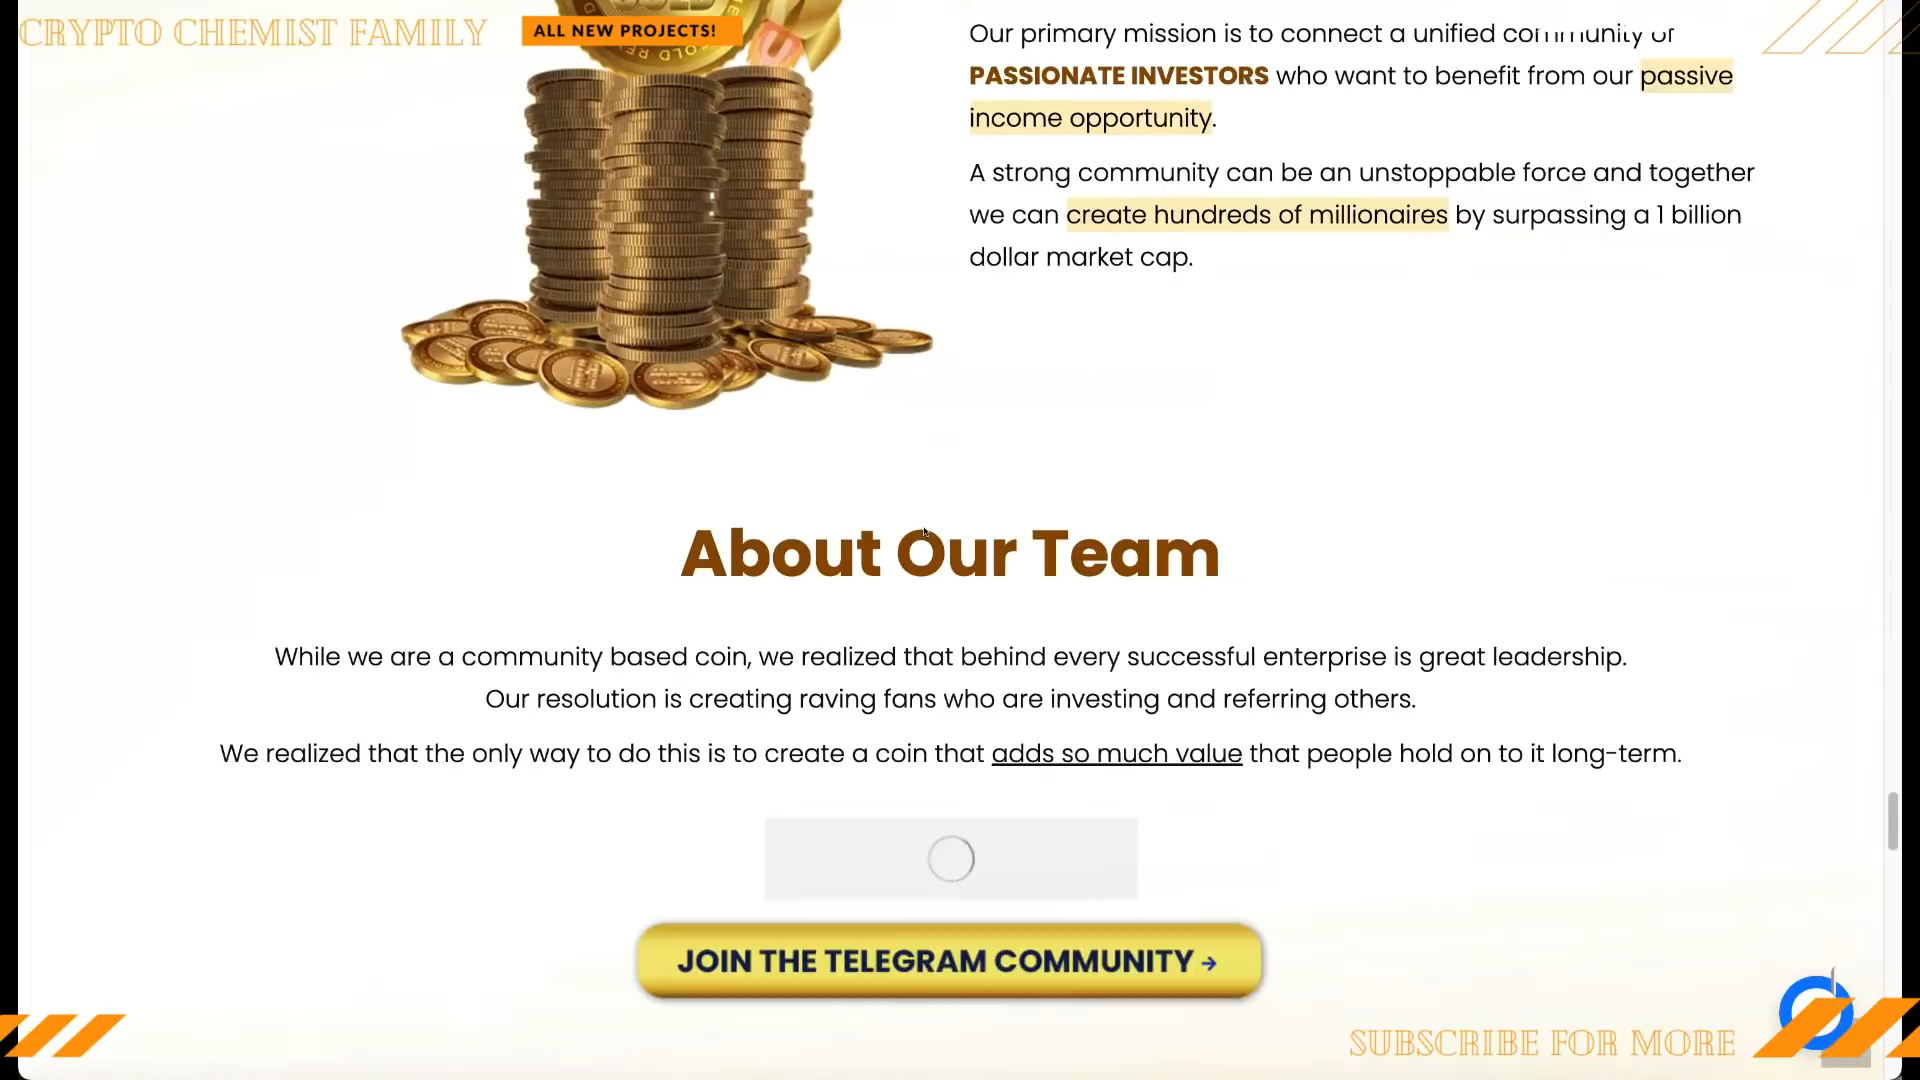 CRYPTO CHEMIST FAMILY
ALL NEW PROJECTS!
Our primary mission is to connect a unified community of
PASSIONATE INVESTORS who want to benefit from our passive
income opportunity.
A strong community can be an unstoppable force and together
we can create hundreds of millionaires by surpassing a 1 billion
dollar market cap.
About Our Team
While we are a community based coin, we realized that behind every successful enterprise is great leadership.
Our resolution is creating raving fans who are investing and referring others.
We realized that the only way to do this is to create a coin that adds so much value that people hold on to it long-term.
JOIN THE TELEGRAM COMMUNITY →
SUBSCRIBE FOR MORE